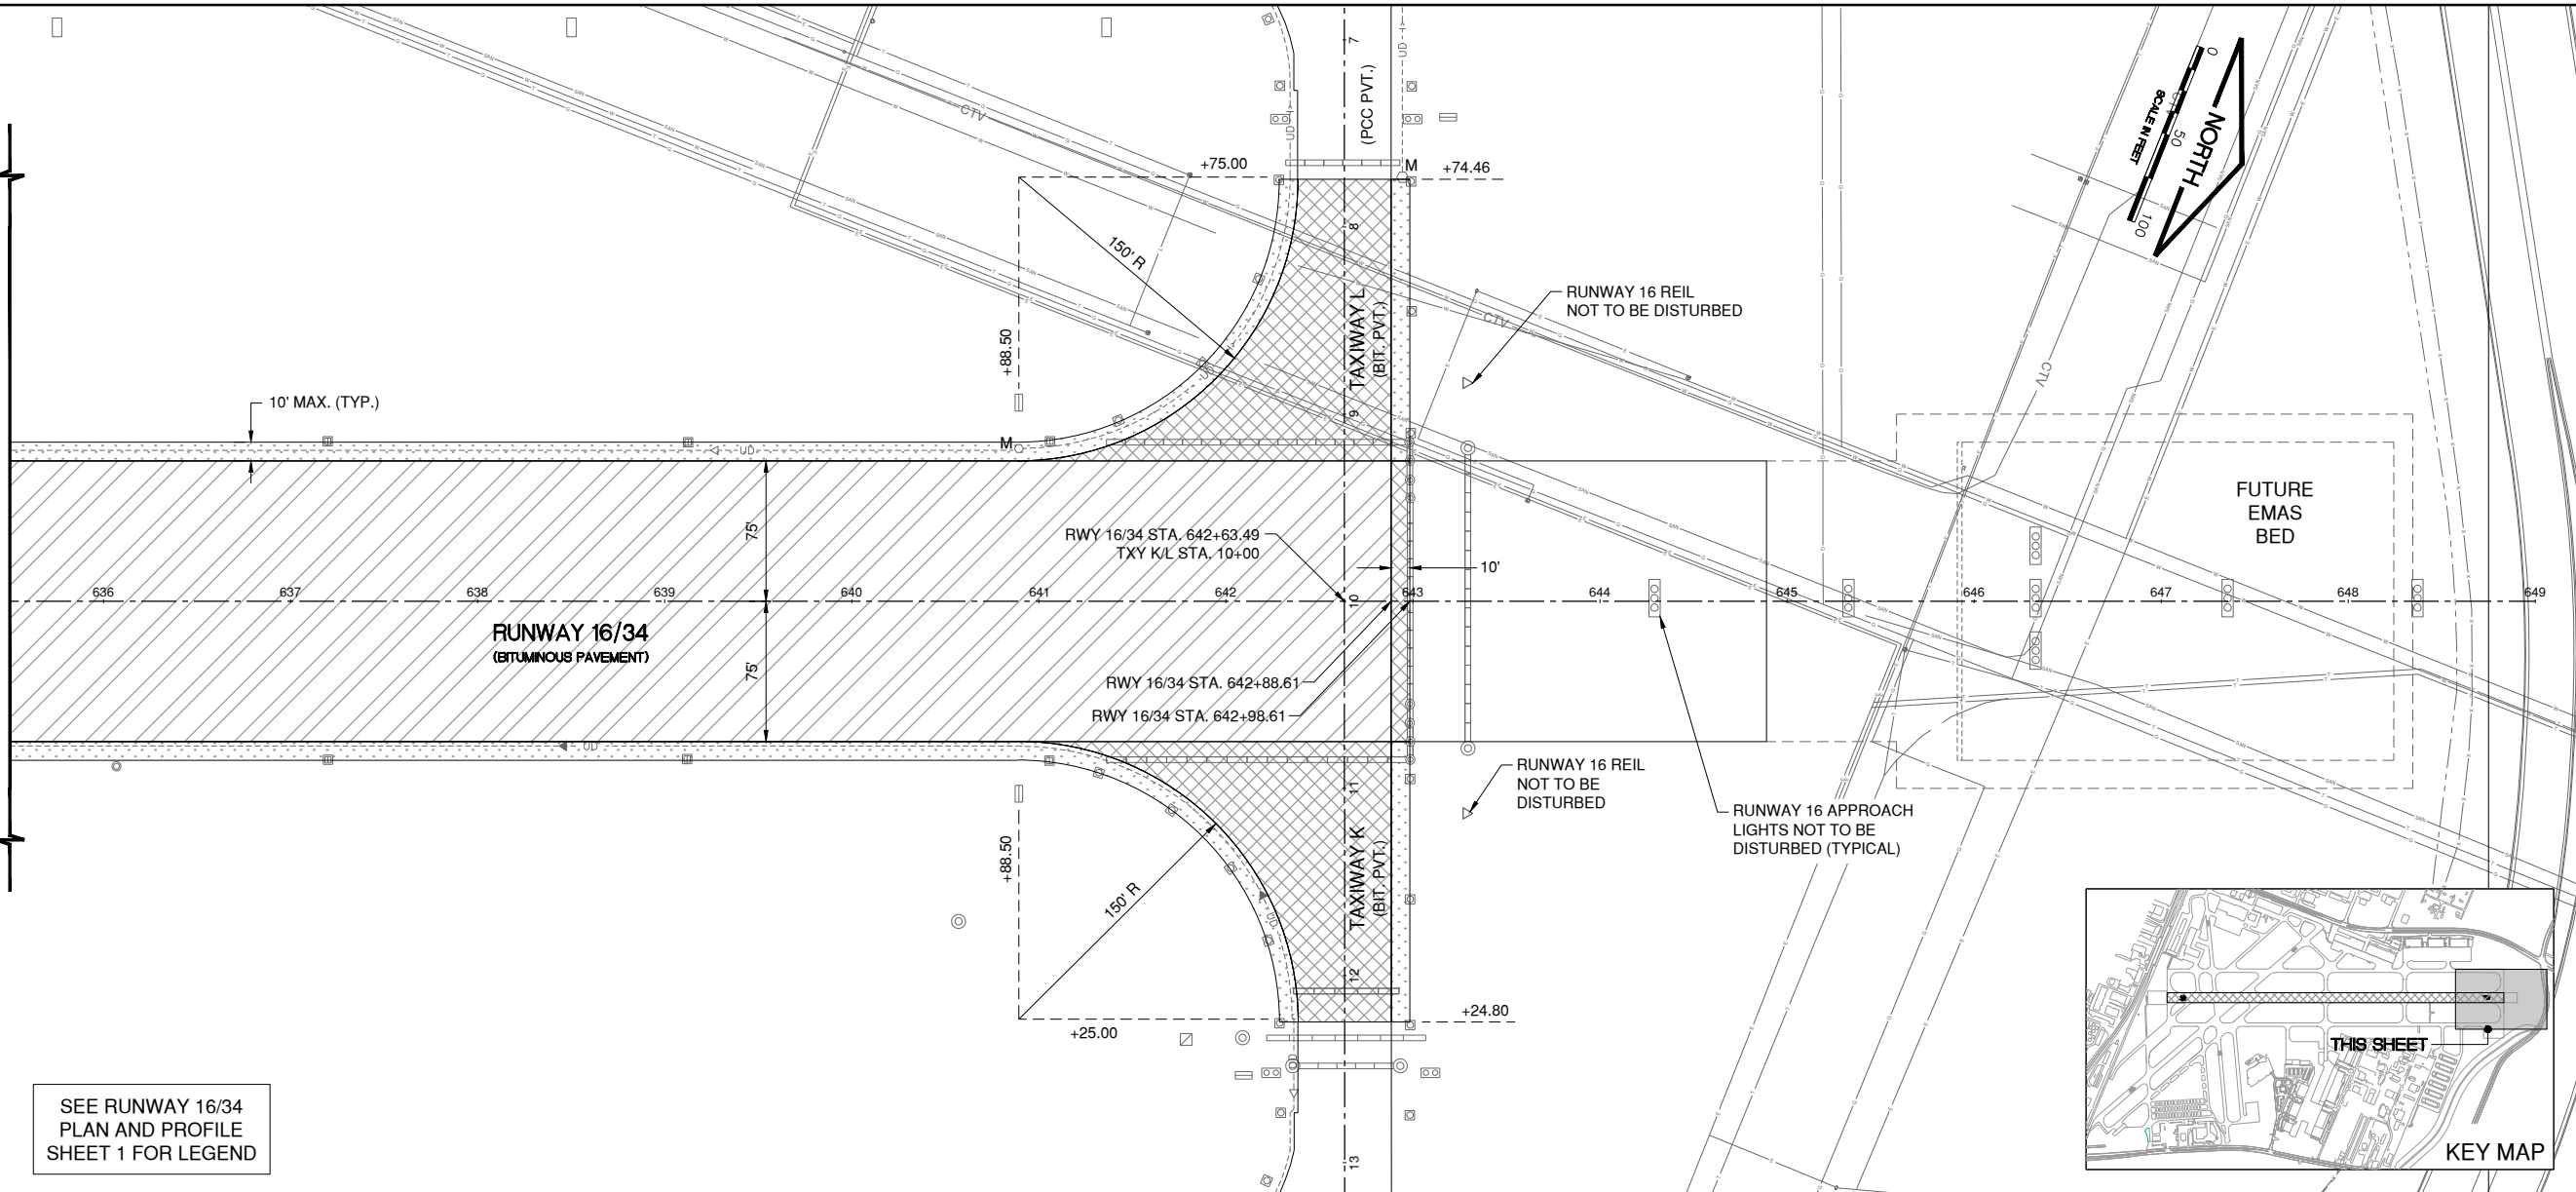 7
(PCC PVT.)
UD
+75.00
M
+74.46
0
50
100
SCALE IN FEET
NORTH
CTV
150' R
8
TAXIWAY L
(BIT. PVT.)
9
+88.50
RUNWAY 16 REIL
NOT TO BE DISTURBED
CTV
CTV
10' MAX. (TYP.)
M
UD
75'
RWY 16/34 STA. 642+63.49
TXY K/L STA. 10+00
10'
FUTURE
EMAS
BED
636
637
638
639
640
641
642
10
643
644
645
646
647
648
649
RUNWAY 16/34
(BITUMINOUS PAVEMENT)
75'
RWY 16/34 STA. 642+88.61
RWY 16/34 STA. 642+98.61
UD
11
TAXIWAY K
(BIT. PVT.)
12
RUNWAY 16 REIL
NOT TO BE
DISTURBED
RUNWAY 16 APPROACH
LIGHTS NOT TO BE
DISTURBED (TYPICAL)
+88.50
150' R
UD
+25.00
+24.80
13
SEE RUNWAY 16/34
PLAN AND PROFILE
SHEET 1 FOR LEGEND
THIS SHEET
KEY MAP